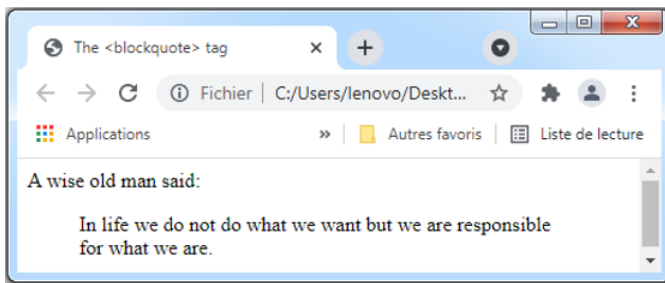 The <blockquote> tag
Fichier | C:/Users/lenovo/Deskt...
Applications » Autres favoris Liste de lecture
A wise old man said:
In life we do not do what we want but we are responsible
for what we are.